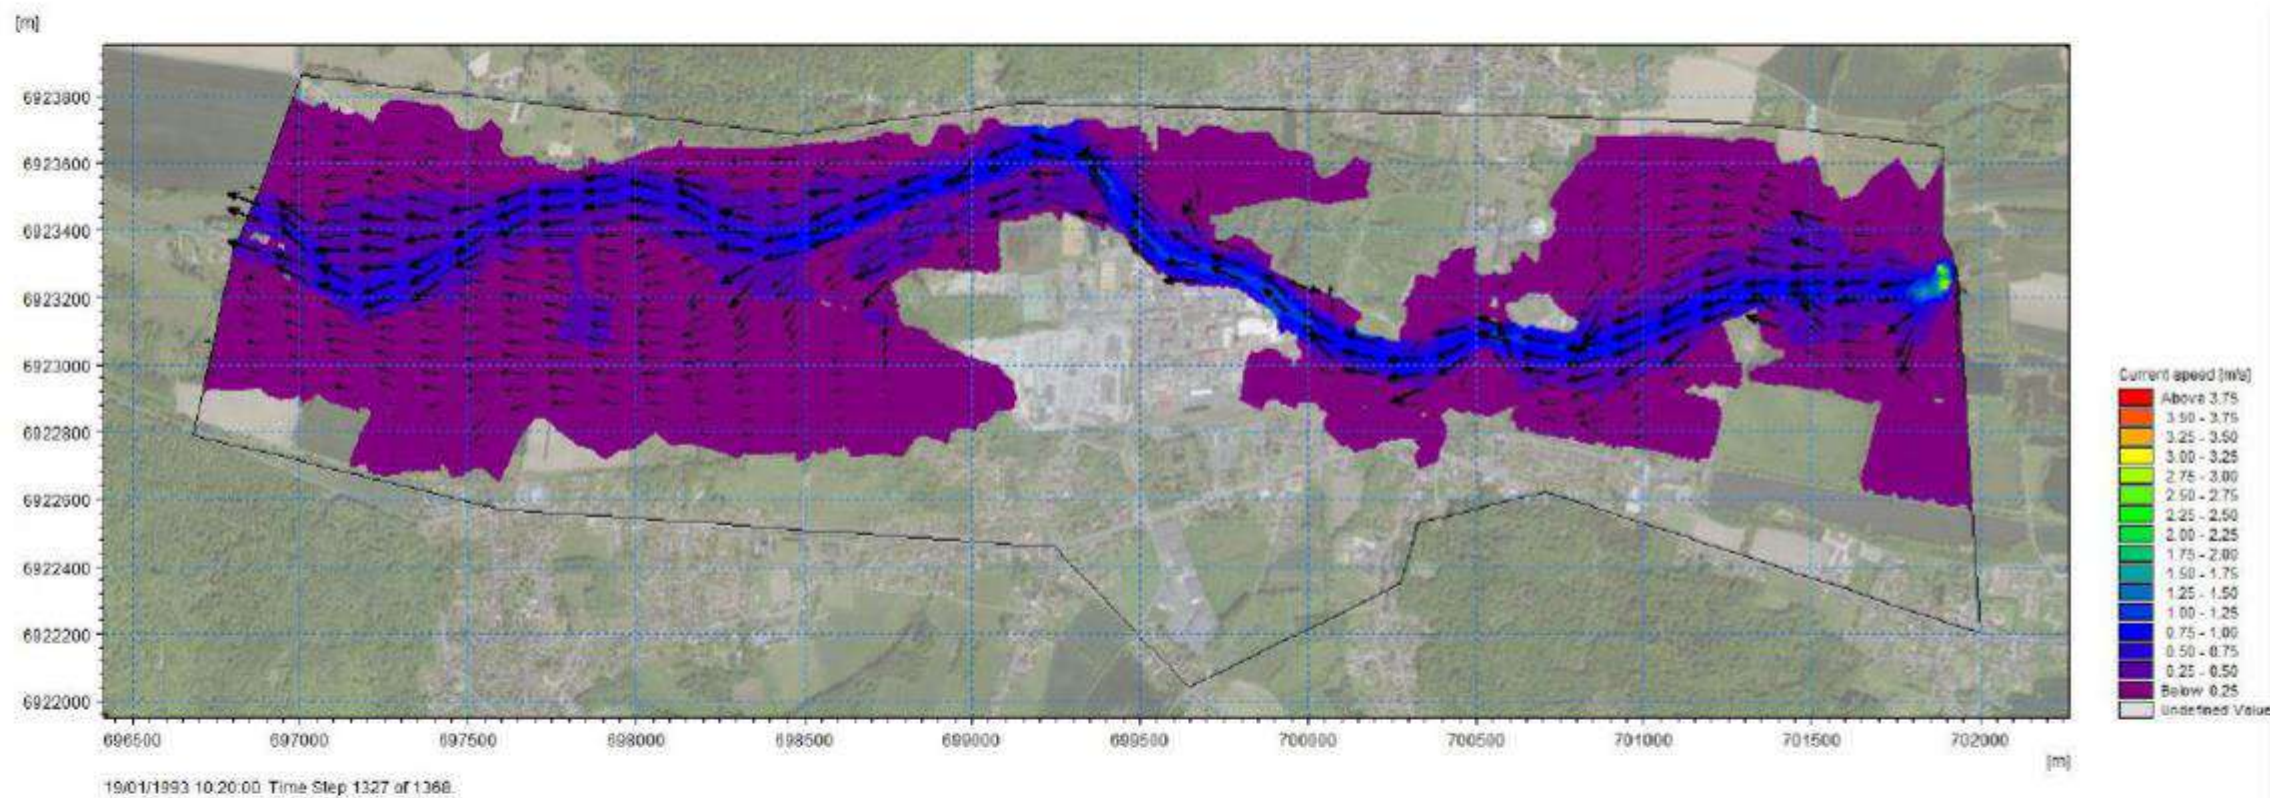 [m]
6923800
6923600
6923400
6923200
6923000
6922800
6922600
6922400
6922200
6922000
696500 697000 697500 698000 698500 699000 699500 700000 700500 701000 701500 702000
[m]
19/01/1993 10:20:00 Time Step 1327 of 1368.
Current speed [m/s]
Above 3.75
3.50 - 3.75
3.25 - 3.50
3.00 - 3.25
2.75 - 3.00
2.50 - 2.75
2.25 - 2.50
2.00 - 2.25
1.75 - 2.00
1.50 - 1.75
1.25 - 1.50
1.00 - 1.25
0.75 - 1.00
0.50 - 0.75
0.25 - 0.50
Below 0.25
Undefined Value